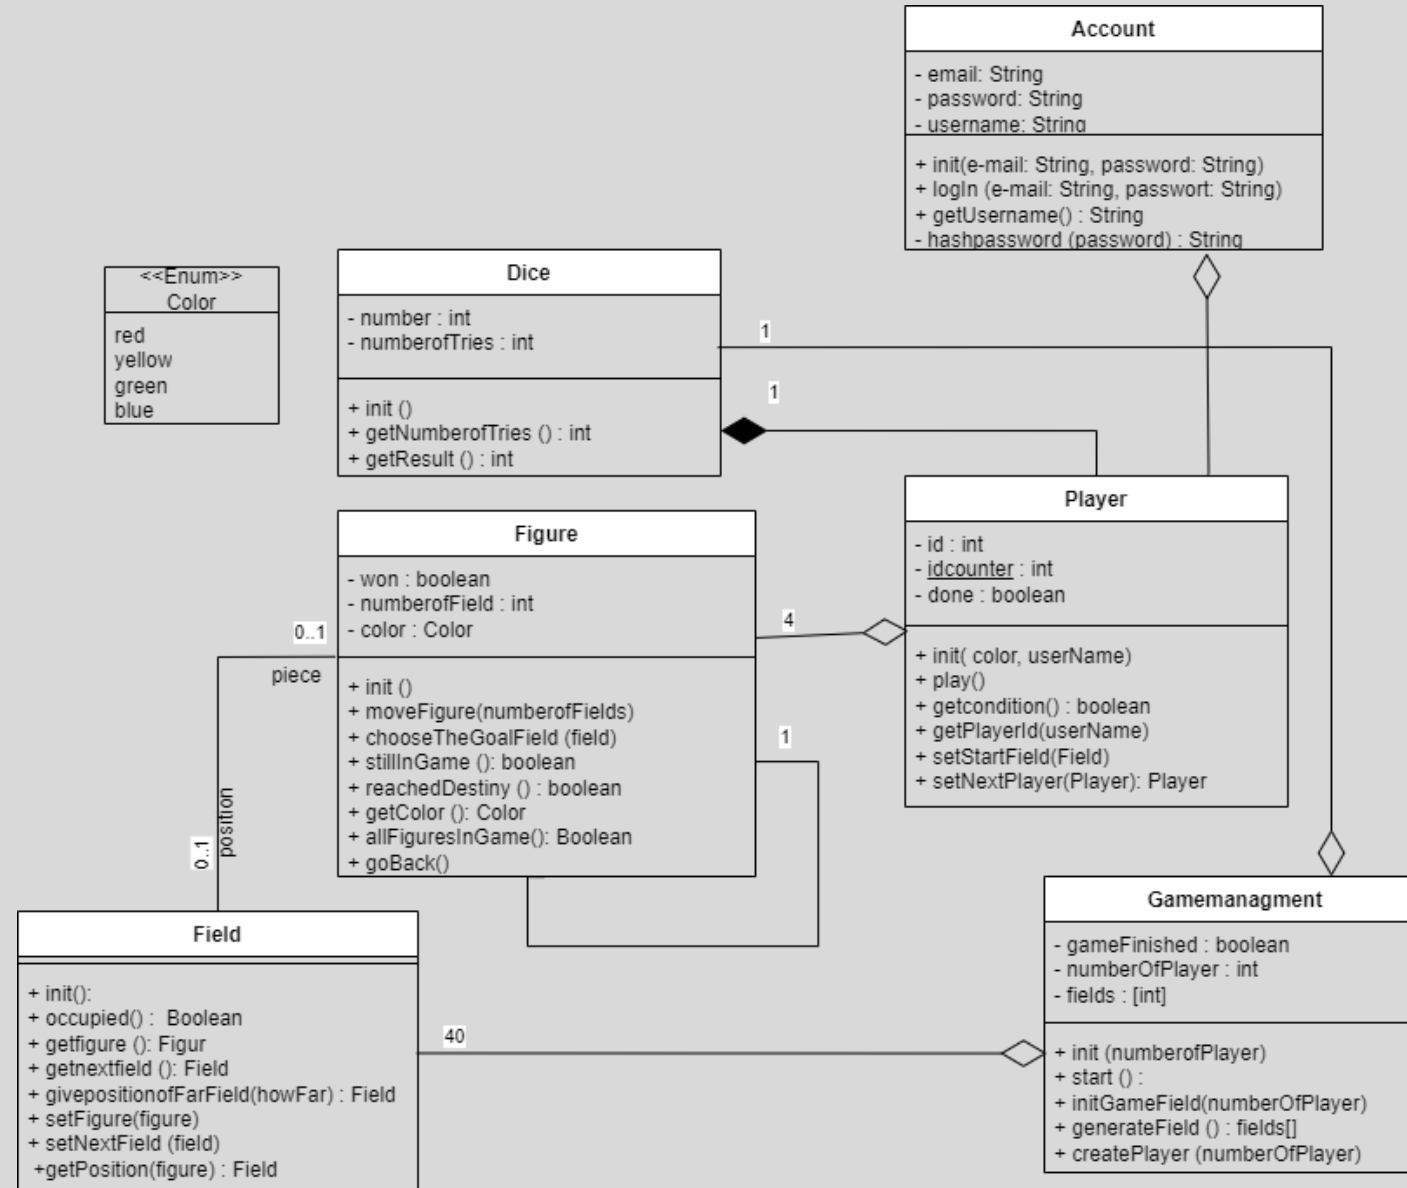 Account
- email: String
- password: String
- username: String
+ init(e-mail: String, password: String)
+ logIn (e-mail: String, passwort: String)
+ getUsername() : String
- hashpassword (password) : String
<<Enum>>
Color
red
yellow
green
blue
Dice
- number : int
- numberofTries : int
+ init ()
+ getNumberofTries () : int
+ getResult () : int
1
1
Player
- id : int
- idcounter : int
- done : boolean
+ init( color, userName)
+ play()
+ getcondition() : boolean
+ getPlayerId(userName)
+ setStartField(Field)
+ setNextPlayer(Player): Player
Figure
- won : boolean
- numberofField : int
- color : Color
+ init ()
+ moveFigure(numberofFields)
+ chooseTheGoalField (field)
+ stillInGame (): boolean
+ reachedDestiny () : boolean
+ getColor (): Color
+ allFiguresInGame(): Boolean
+ goBack()
4
1
0..1
piece
position
0..1
Field
+ init():
+ occupied() : Boolean
+ getfigure (): Figur
+ getnextfield (): Field
+ givepositionofFarField(howFar) : Field
+ setFigure(figure)
+ setNextField (field)
+getPosition(figure) : Field
40
Gamemanagment
- gameFinished : boolean
- numberOfPlayer : int
- fields : [int]
+ init (numberofPlayer)
+ start () :
+ initGameField(numberOfPlayer)
+ generateField () : fields[]
+ createPlayer (numberOfPlayer)